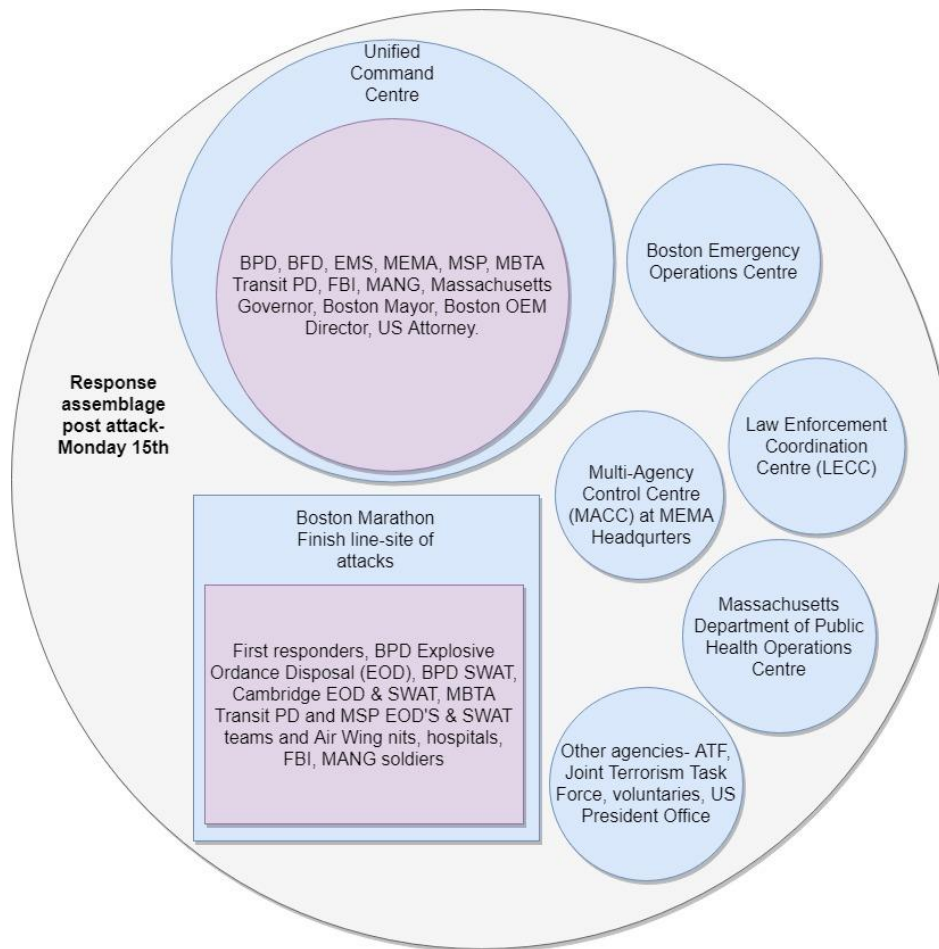 Unified
Command
Centre
BPD, BFD, EMS, MEMA, MSP, MBTA
Transit PD, FBI, MANG, Massachusetts
Governor, Boston Mayor, Boston OEM
Director, US Attorney.
Boston Emergency
Operations Centre
Response
assemblage
post attack-
Monday 15th
Law Enforcement
Coordination
Centre (LECC)
Multi-Agency
Control Centre
(MACC) at MEMA
Headqurters
Boston Marathon
Finish line-site of
attacks
First responders, BPD Explosive
Ordance Disposal (EOD), BPD SWAT,
Cambridge EOD & SWAT, MBTA
Transit PD and MSP EOD'S & SWAT
teams and Air Wing nits, hospitals,
FBI, MANG soldiers
Massachusetts
Department of Public
Health Operations
Centre
Other agencies- ATF,
Joint Terrorism Task
Force, voluntaries, US
President Office